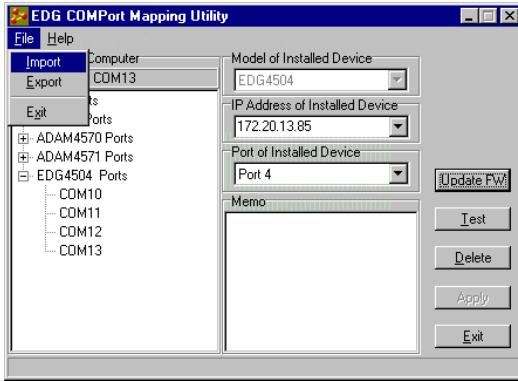 EDG COMPort Mapping Utility
File Help
Import
Export
Exit
Computer
COM13
ts
Ports
ADAM4570 Ports
ADAM4571 Ports
EDG4504 Ports
COM10
COM11
COM12
COM13
Model of Installed Device
EDG4504
IP Address of Installed Device
172.20.13.85
Port of Installed Device
Port 4
Memo
Update FW
Test
Delete
Apply
Exit